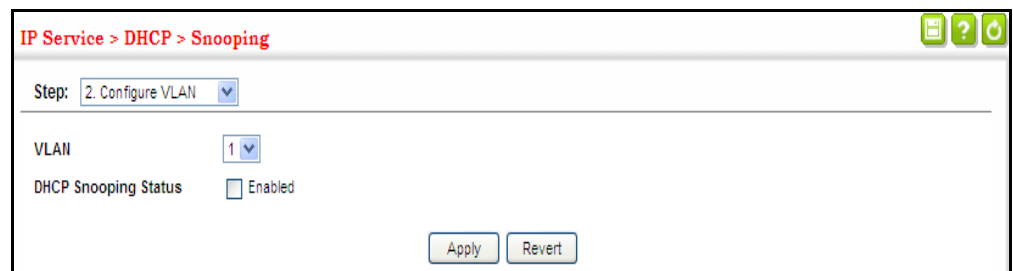 IP Service > DHCP > Snooping
?
Step: 2. Configure VLAN
VLAN 1
DHCP Snooping Status Enabled
Apply Revert